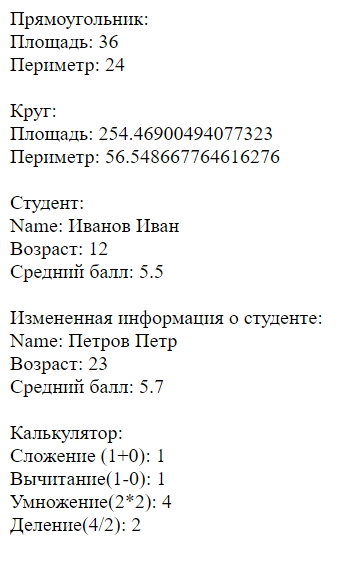 Прямоугольник:
Площадь: 36
Периметр: 24
Круг:
Площадь: 254.46900494077323
Периметр: 56.548667764616276
Студент:
Name: Иванов Иван
Возраст: 12
Средний балл: 5.5
Измененная информация о студенте:
Name: Петров Петр
Возраст: 23
Средний балл: 5.7
Калькулятор:
Сложение (1+0): 1
Вычитание(1-0): 1
Умножение(2*2): 4
Деление(4/2): 2